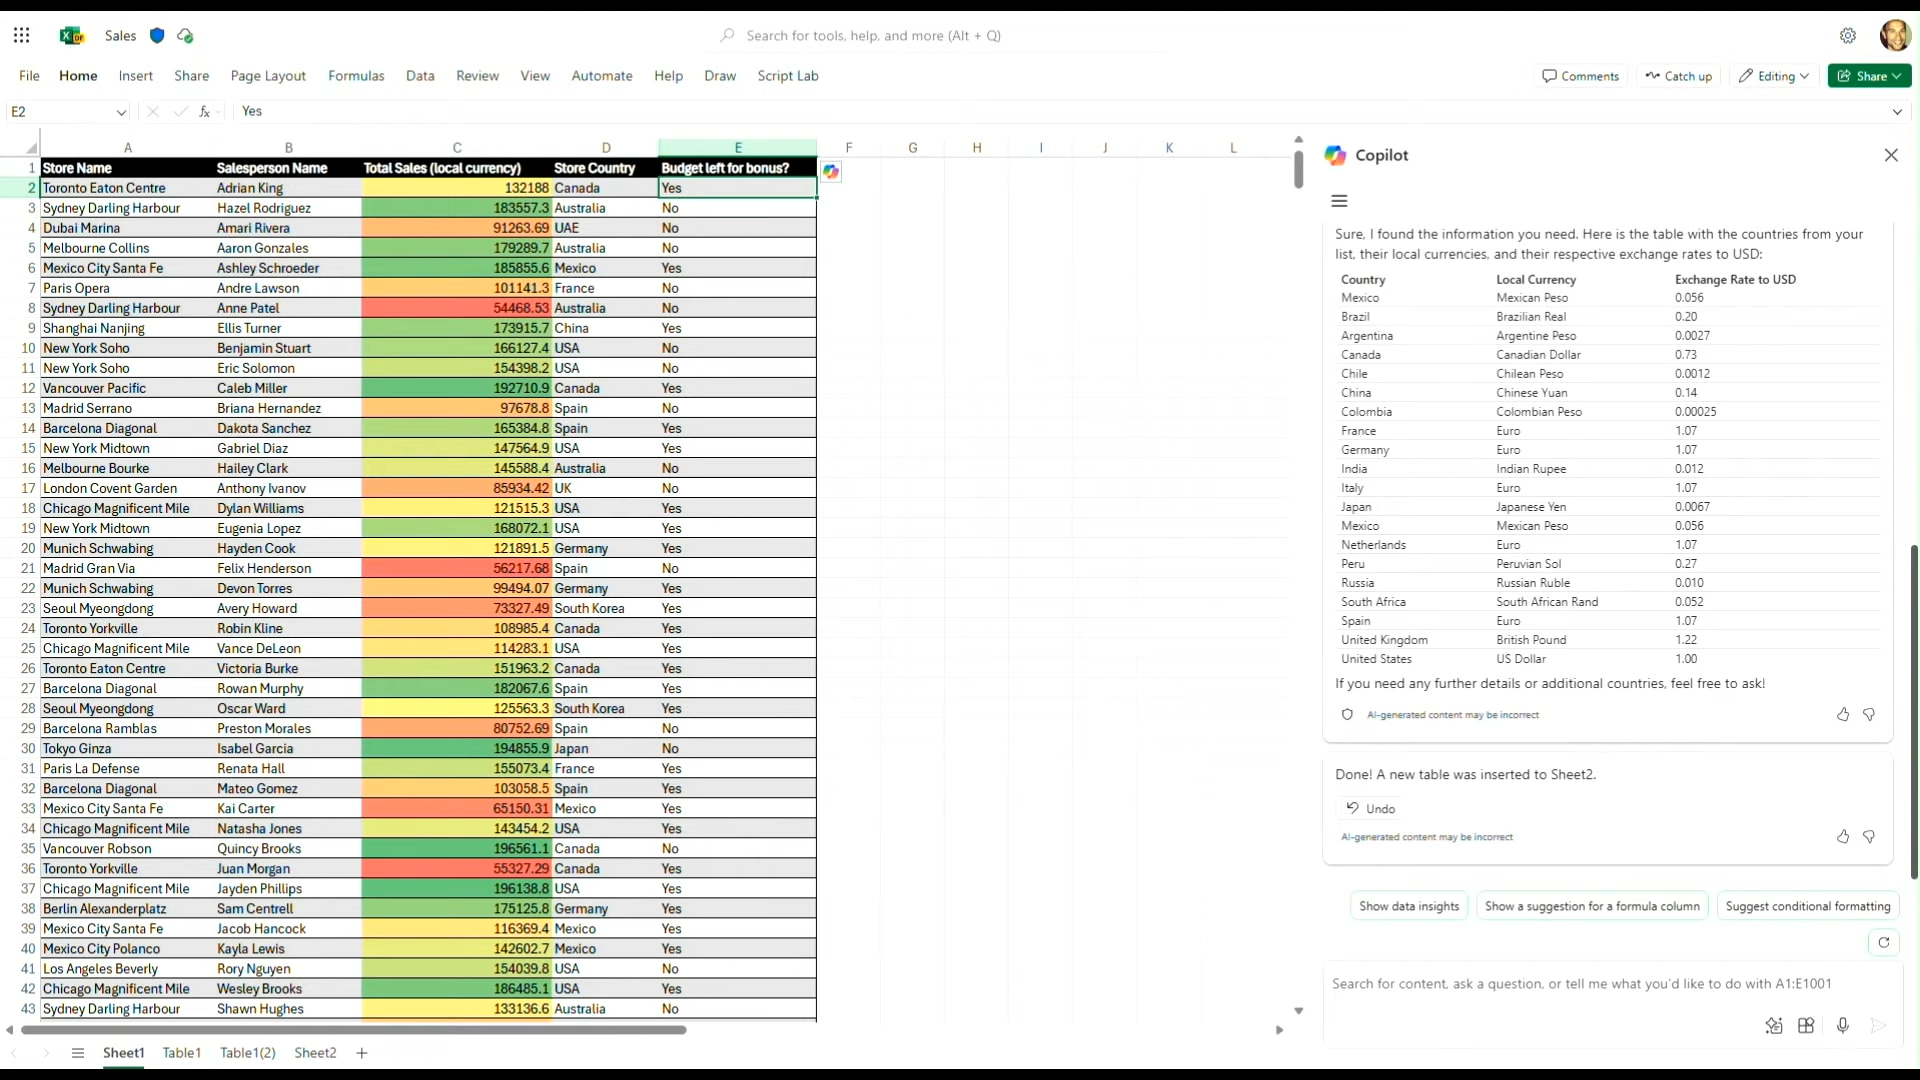 Sales
Search for tools, help, and more (Alt + Q)
File Home Insert Share Page Layout Formulas Data Review View Automate Help Draw Script Lab
Comments Catch up Editing Share
E2 fx Yes
A B C D E F G H I J K L
1 Store Name Salesperson Name Total Sales (local currency) Store Country Budget left for bonus?
2 Toronto Eaton Centre Adrian King 132188 Canada Yes
3 Sydney Darling Harbour Hazel Rodriguez 183557.3 Australia No
4 Dubai Marina Amari Rivera 91263.69 UAE No
5 Melbourne Collins Aaron Gonzales 179289.7 Australia No
6 Mexico City Santa Fe Ashley Schroeder 185855.6 Mexico Yes
7 Paris Opera Andre Lawson 101141.3 France No
8 Sydney Darling Harbour Anne Patel 54468.53 Australia No
9 Shanghai Nanjing Ellis Turner 173915.7 China Yes
10 New York Soho Benjamin Stuart 166127.4 USA No
11 New York Soho Eric Solomon 154398.2 USA No
12 Vancouver Pacific Caleb Miller 192710.9 Canada Yes
13 Madrid Serrano Briana Hernandez 97678.8 Spain No
14 Barcelona Diagonal Dakota Sanchez 165384.8 Spain Yes
15 New York Midtown Gabriel Diaz 147564.9 USA Yes
16 Melbourne Bourke Hailey Clark 145588.4 Australia No
17 London Covent Garden Anthony Ivanov 85934.42 UK No
18 Chicago Magnificent Mile Dylan Williams 121515.3 USA Yes
19 New York Midtown Eugenia Lopez 168072.1 USA Yes
20 Munich Schwabing Hayden Cook 121891.5 Germany Yes
21 Madrid Gran Via Felix Henderson 56217.68 Spain No
22 Munich Schwabing Devon Torres 99494.07 Germany Yes
23 Seoul Myeongdong Avery Howard 73327.49 South Korea Yes
24 Toronto Yorkville Robin Kline 108985.4 Canada Yes
25 Chicago Magnificent Mile Vance DeLeon 114283.1 USA Yes
26 Toronto Eaton Centre Victoria Burke 151963.2 Canada Yes
27 Barcelona Diagonal Rowan Murphy 182067.6 Spain Yes
28 Seoul Myeongdong Oscar Ward 125563.3 South Korea Yes
29 Barcelona Ramblas Preston Morales 80752.69 Spain No
30 Tokyo Ginza Isabel Garcia 194855.9 Japan No
31 Paris La Defense Renata Hall 155073.4 France Yes
32 Barcelona Diagonal Mateo Gomez 103058.5 Spain Yes
33 Mexico City Santa Fe Kai Carter 65150.31 Mexico Yes
34 Chicago Magnificent Mile Natasha Jones 143454.2 USA Yes
35 Vancouver Robson Quincy Brooks 196561.1 Canada No
36 Toronto Yorkville Juan Morgan 55327.29 Canada Yes
37 Chicago Magnificent Mile Jayden Phillips 196138.8 USA Yes
38 Berlin Alexanderplatz Sam Centrell 175125.8 Germany Yes
39 Mexico City Santa Fe Jacob Hancock 116369.4 Mexico Yes
40 Mexico City Polanco Kayla Lewis 142602.7 Mexico Yes
41 Los Angeles Beverly Rory Nguyen 154039.8 USA No
42 Chicago Magnificent Mile Wesley Brooks 186485.1 USA Yes
43 Sydney Darling Harbour Shawn Hughes 133136.6 Australia No
Sheet1 Table1 Table1(2) Sheet2
Copilot
Sure, I found the information you need. Here is the table with the countries from your
list, their local currencies, and their respective exchange rates to USD:
Country Local Currency Exchange Rate to USD
Mexico Mexican Peso 0.056
Brazil Brazilian Real 0.20
Argentina Argentine Peso 0.0027
Canada Canadian Dollar 0.73
Chile Chilean Peso 0.0012
China Chinese Yuan 0.14
Colombia Colombian Peso 0.00025
France Euro 1.07
Germany Euro 1.07
India Indian Rupee 0.012
Italy Euro 1.07
Japan Japanese Yen 0.0067
Mexico Mexican Peso 0.056
Netherlands Euro 1.07
Peru Peruvian Sol 0.27
Russia Russian Ruble 0.010
South Africa South African Rand 0.052
Spain Euro 1.07
United Kingdom British Pound 1.22
United States US Dollar 1.00
If you need any further details or additional countries, feel free to ask!
AI-generated content may be incorrect
Done! A new table was inserted to Sheet2.
Undo
AI-generated content may be incorrect
Show data insights Show a suggestion for a formula column Suggest conditional formatting
Search for content, ask a question, or tell me what you'd like to do with A1:E1001